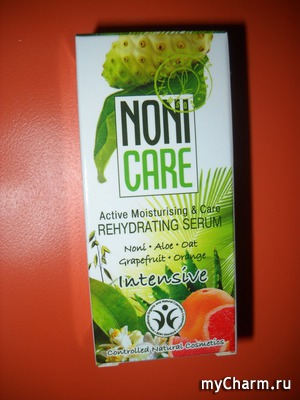 NONI
CARE
Active Moisturising & Care
REHYDRATING SERUM
Noni • Aloe • Oat
Grapefruit • Orange
Intensive
Controlled Natural Cosmetics
myCharm.ru